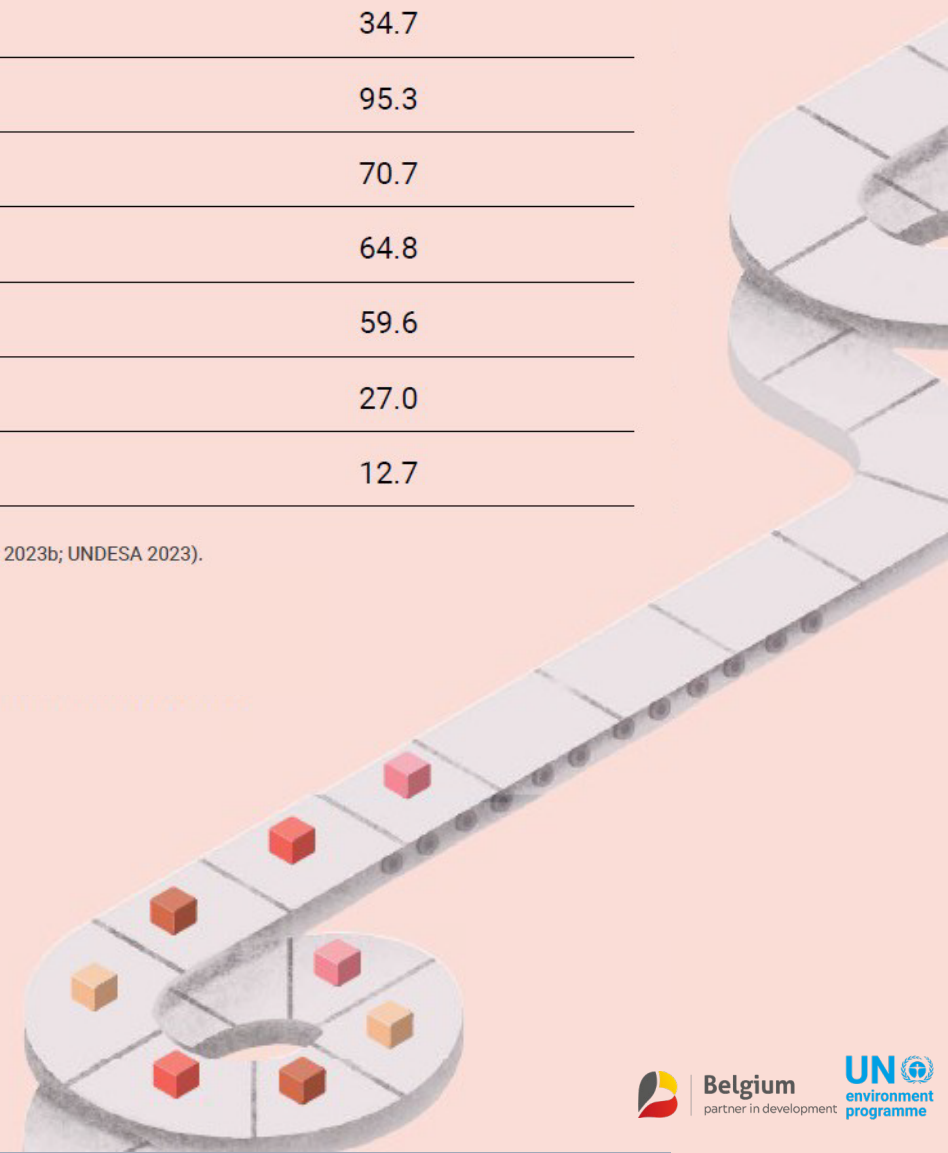 34.7
95.3
70.7
64.8
59.6
27.0
12.7
2023b; UNDESA 2023).
Belgium
partner in development
UN
environment
programme